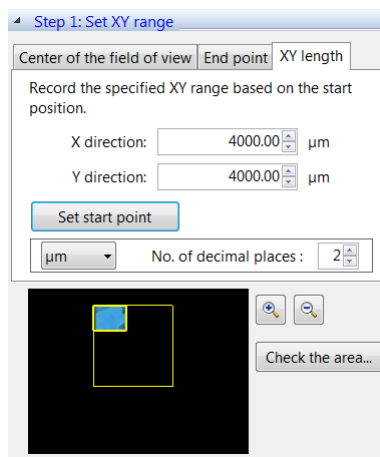 Step 1: Set XY range
Center of the field of view End point XY length
Record the specified XY range based on the start
position.
X direction: 4000.00 µm
Y direction: 4000.00 µm
Set start point
µm No. of decimal places : 2
Check the area...